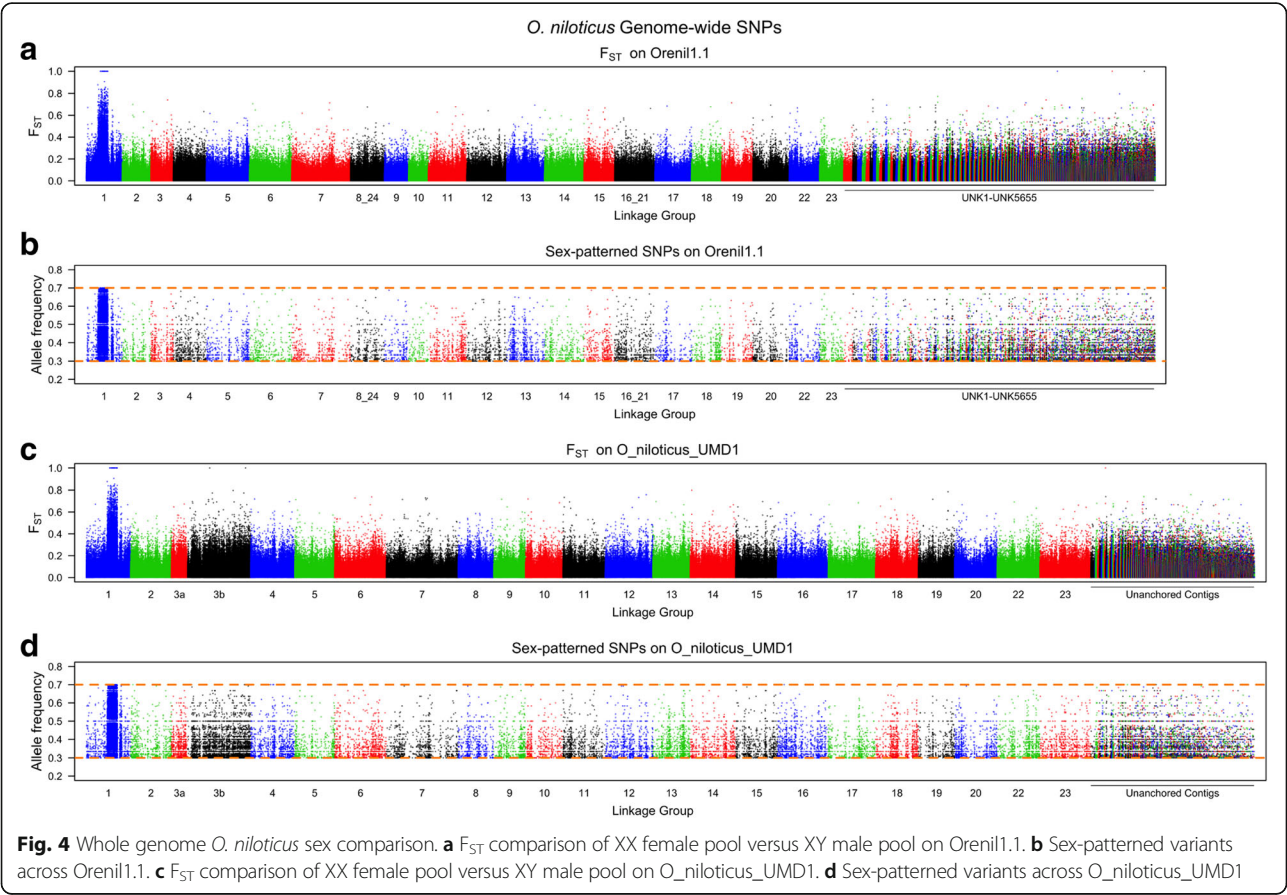 O. niloticus Genome-wide SNPs
a
FST on Orenil1.1
FST
1.0
0.8
0.6
0.4
0.2
0.0
1 2 3 4 5 6 7 8_24 9 10 11 12 13 14 15 16_21 17 18 19 20 22 23 UNK1-UNK5655
Linkage Group
b
Sex-patterned SNPs on Orenil1.1
Allele frequency
0.8
0.7
0.6
0.5
0.4
0.3
0.2
1 2 3 4 5 6 7 8_24 9 10 11 12 13 14 15 16_21 17 18 19 20 22 23 UNK1-UNK5655
Linkage Group
c
FST on O_niloticus_UMD1
FST
1.0
0.8
0.6
0.4
0.2
0.0
1 2 3a 3b 4 5 6 7 8 9 10 11 12 13 14 15 16 17 18 19 20 22 23 Unanchored Contigs
Linkage Group
d
Sex-patterned SNPs on O_niloticus_UMD1
Allele frequency
0.8
0.7
0.6
0.5
0.4
0.3
0.2
1 2 3a 3b 4 5 6 7 8 9 10 11 12 13 14 15 16 17 18 19 20 22 23 Unanchored Contigs
Linkage Group
Fig. 4 Whole genome O. niloticus sex comparison. a FST comparison of XX female pool versus XY male pool on Orenil1.1. b Sex-patterned variants
across Orenil1.1. c FST comparison of XX female pool versus XY male pool on O_niloticus_UMD1. d Sex-patterned variants across O_niloticus_UMD1